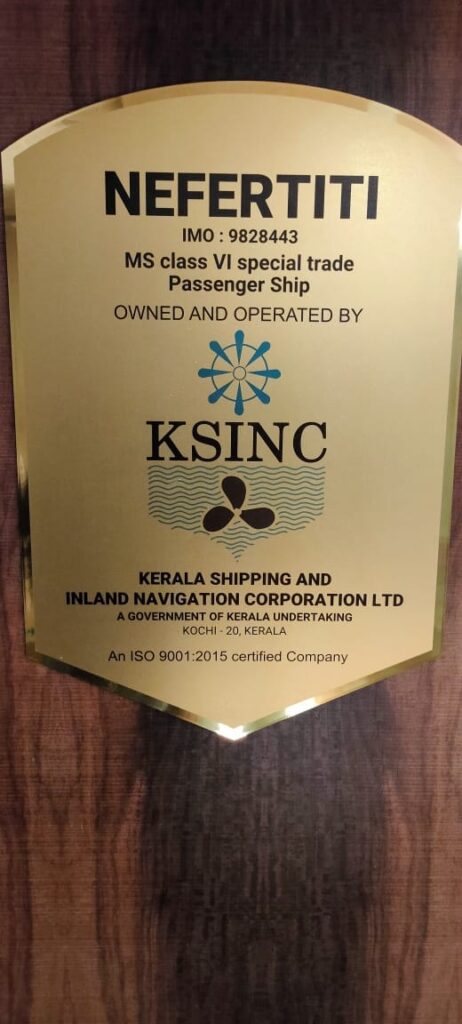 NEFERTITI
IMO : 9828443
MS class VI special trade
Passenger Ship
OWNED AND OPERATED BY
KSINC
KERALA SHIPPING AND
INLAND NAVIGATION CORPORATION LTD
A GOVERNMENT OF KERALA UNDERTAKING
KOCHI - 20, KERALA
An ISO 9001:2015 certified Company